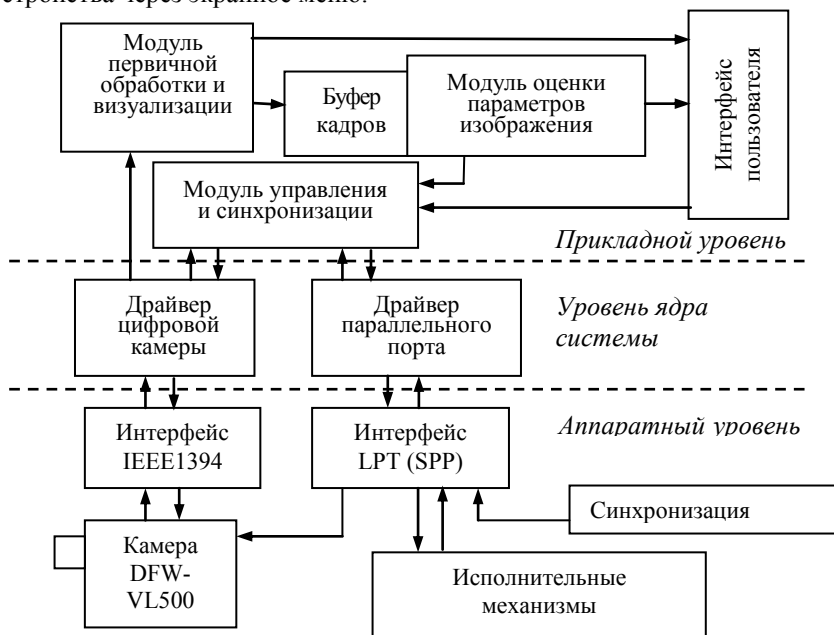 стройства через экранное меню.
Модуль
первичной
обработки и
визуализации
Буфер
кадров
Модуль оценки
параметров
изображения
Интерфейс
пользователя
Модуль управления
и синхронизации
Прикладной уровень
Драйвер
цифровой
камеры
Драйвер
параллельного
порта
Уровень ядра
системы
Интерфейс
IEEE1394
Интерфейс
LPT (SPP)
Аппаратный уровень
Синхронизация
Камера
DFW-
VL500
Исполнительные
механизмы